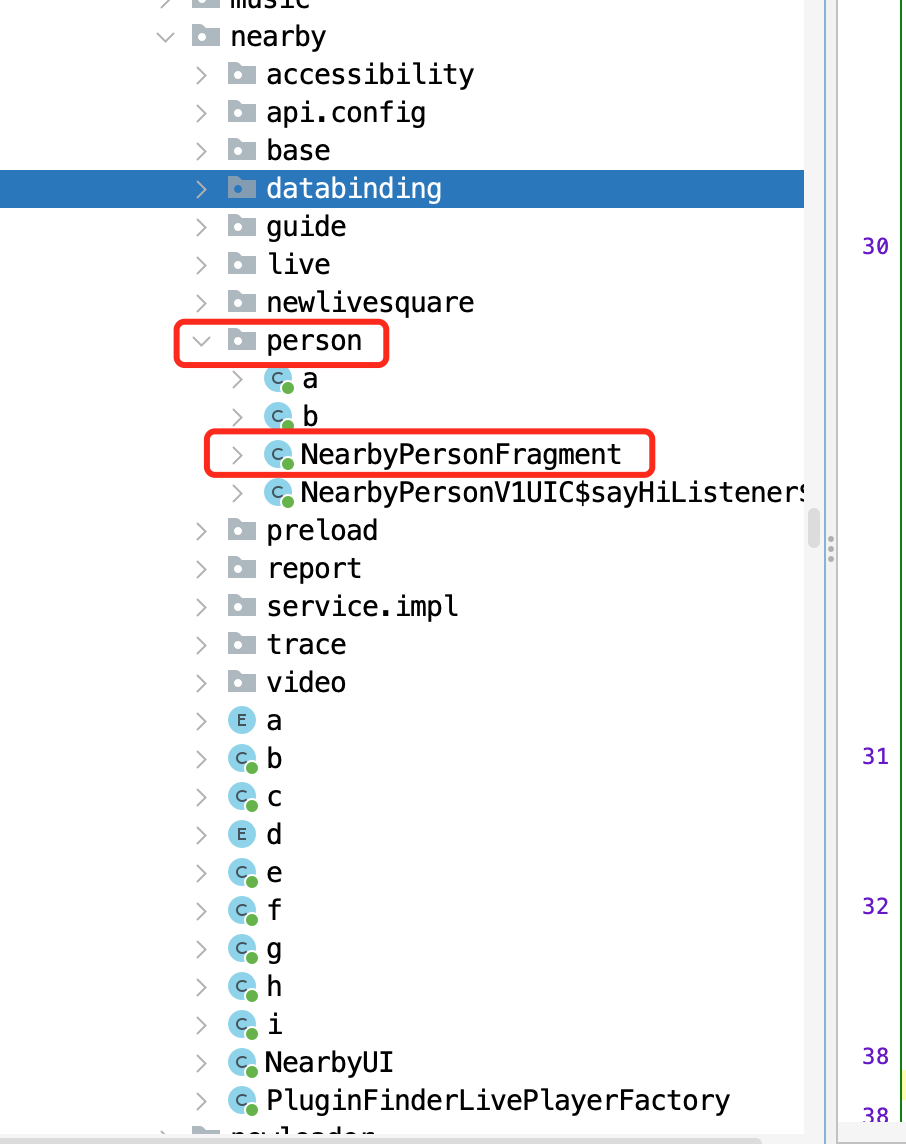 music
nearby
accessibility
api.config
base
databinding
guide
live
newlivesquare
person
C a
C b
C NearbyPersonFragment
C NearbyPersonV1UIC$sayHiListener$
preload
report
service.impl
trace
video
E a
C b
C c
E d
C e
C f
C g
C h
C i
C NearbyUI
C PluginFinderLivePlayerFactory
30
31
32
38
38